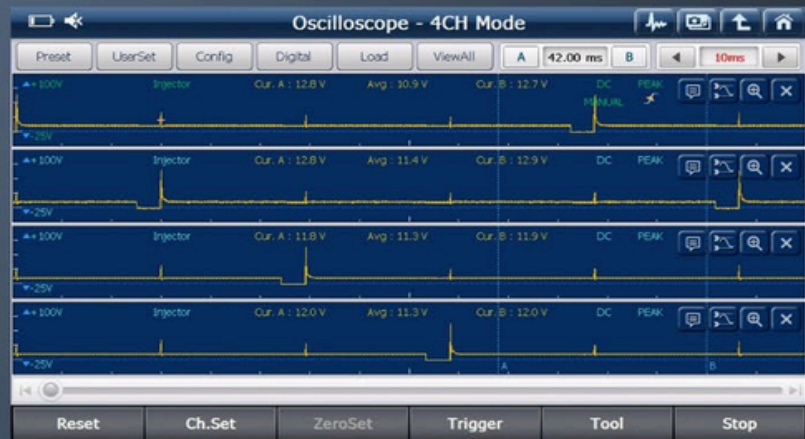 Oscilloscope - 4CH Mode
Preset UserSet Config Digital Load ViewAll A 42.00 ms B 10ms
+100V Injector Cur. A : 12.8 V Avg : 10.9 V Cur. B : 12.7 V DC PEAK
MANUAL
-25V
+100V Injector Cur. A : 12.8 V Avg : 11.4 V Cur. B : 12.9 V DC PEAK
-25V
+100V Injector Cur. A : 11.8 V Avg : 11.3 V Cur. B : 11.9 V DC PEAK
+100V Injector Cur. A : 12.0 V Avg : 11.3 V Cur. B : 12.0 V DC PEAK
-25V
A B
Reset Ch.Set ZeroSet Trigger Tool Stop